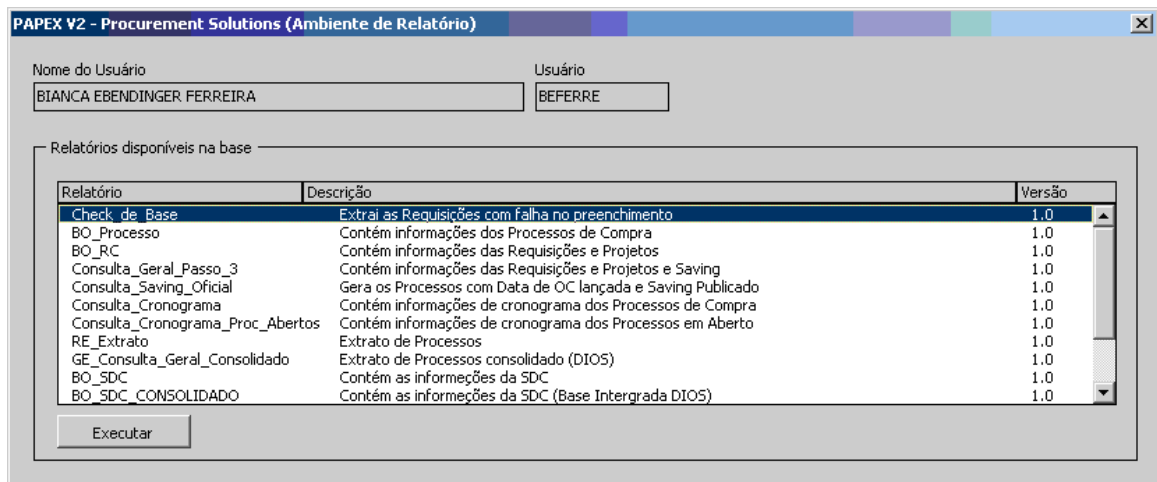 PAPEX V2 - Procurement Solutions (Ambiente de Relatório)
Nome do Usuário Usuário
BIANCA EBENDINGER FERREIRA BEFERRE
Relatórios disponíveis na base
Relatório Descrição Versão
Check_de_Base Extrai as Requisições com falha no preenchimento 1.0
BO_Processo Contém informações dos Processos de Compra 1.0
BO_RC Contém informações das Requisições e Projetos 1.0
Consulta_Geral_Passo_3 Contém informações das Requisições e Projetos e Saving 1.0
Consulta_Saving_Oficial Gera os Processos com Data de OC lançada e Saving Publicado 1.0
Consulta_Cronograma Contém informações de cronograma dos Processos de Compra 1.0
Consulta_Cronograma_Proc_Abertos Contém informações de cronograma dos Processos em Aberto 1.0
RE_Extrato Extrato de Processos 1.0
GE_Consulta_Geral_Consolidado Extrato de Processos consolidado (DIOS) 1.0
BO_SDC Contém as informeções da SDC 1.0
BO_SDC_CONSOLIDADO Contém as informeções da SDC (Base Intergrada DIOS) 1.0
Executar